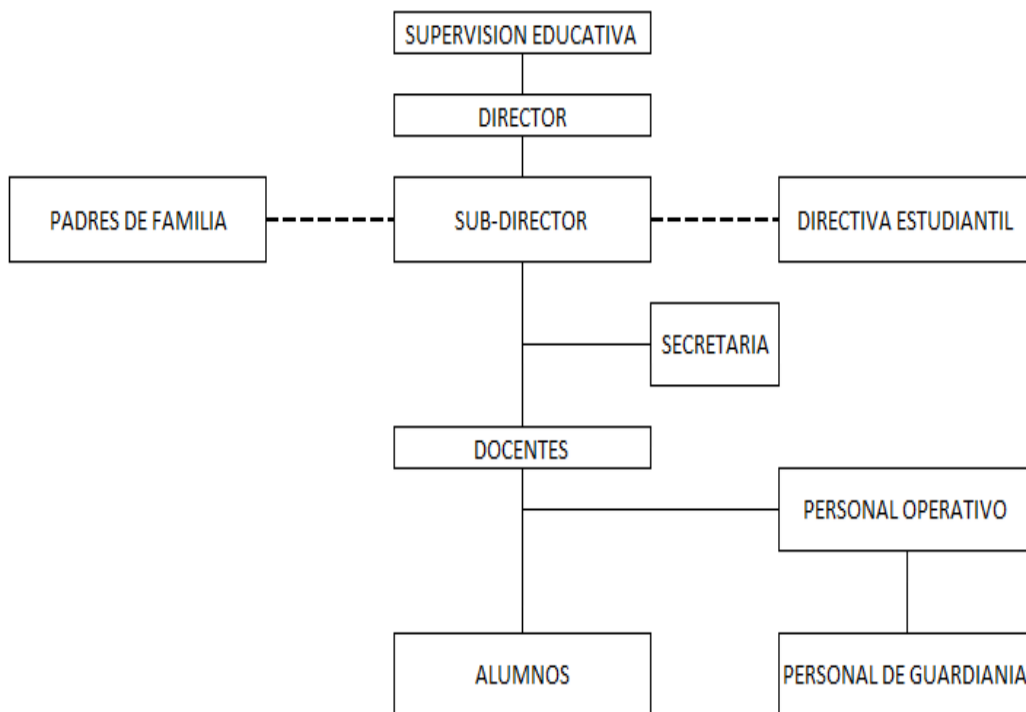 SUPERVISION EDUCATIVA
DIRECTOR
PADRES DE FAMILIA
SUB-DIRECTOR
DIRECTIVA ESTUDIANTIL
SECRETARIA
DOCENTES
PERSONAL OPERATIVO
ALUMNOS
PERSONAL DE GUARDIANIA